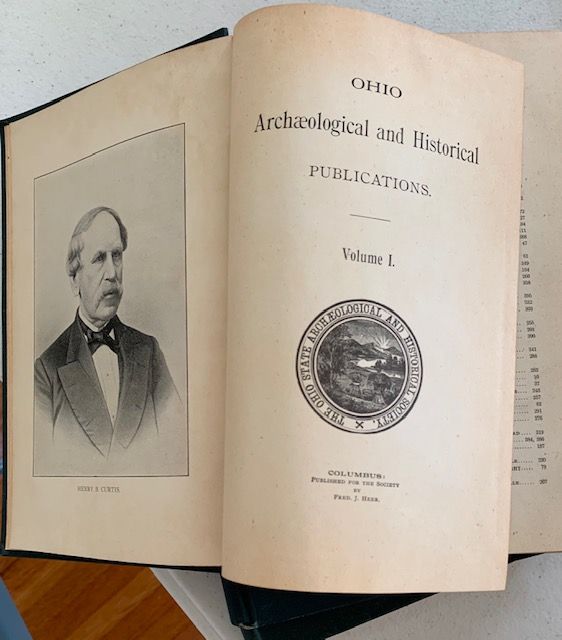 HENRY B. CURTIS.
OHIO
Archæological and Historical
PUBLICATIONS.
Volume I.
THE OHIO STATE ARCHÆOLOGICAL AND HISTORICAL SOCIETY.
COLUMBUS:
PUBLISHED FOR THE SOCIETY
BY
FRED. J. HEER.